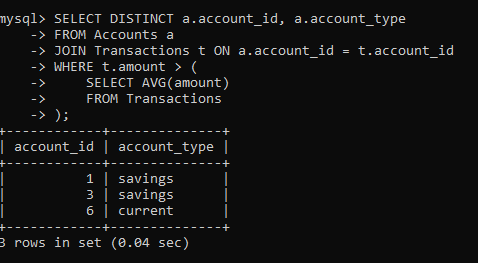 mysql> SELECT DISTINCT a.account_id, a.account_type
    -> FROM Accounts a
    -> JOIN Transactions t ON a.account_id = t.account_id
    -> WHERE t.amount > (
    ->     SELECT AVG(amount)
    ->     FROM Transactions
    -> );
+------------+--------------+
| account_id | account_type |
+------------+--------------+
|          1 | savings      |
|          3 | savings      |
|          6 | current      |
+------------+--------------+
3 rows in set (0.04 sec)